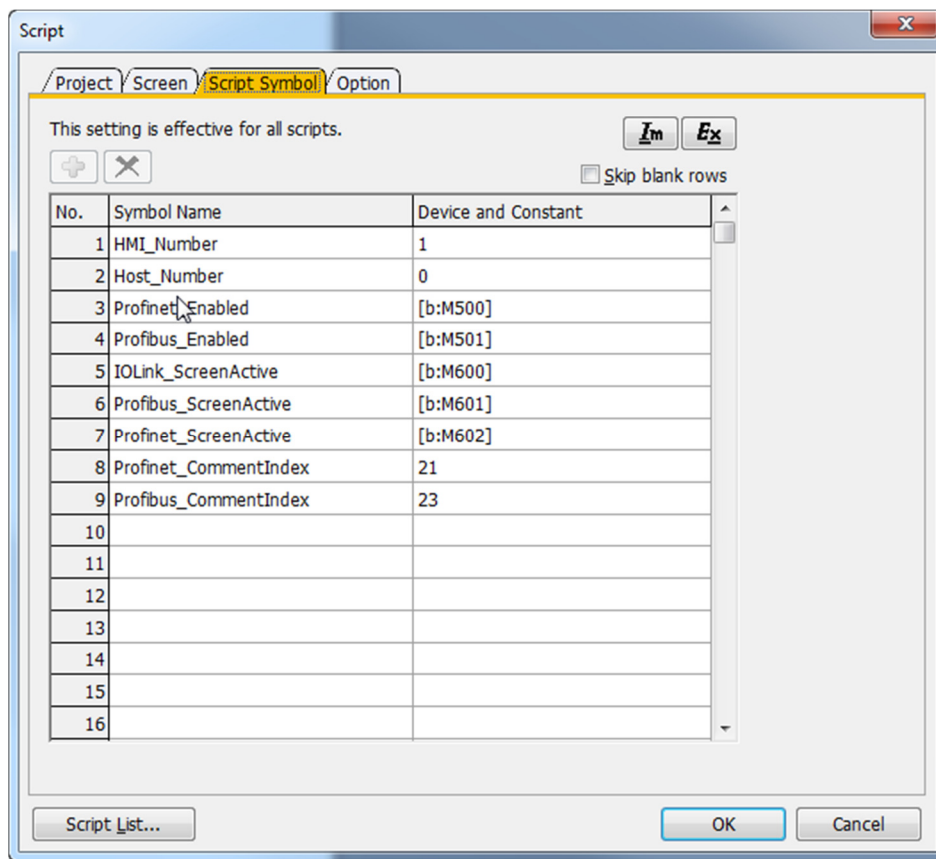 Script
Project Screen Script Symbol Option
This setting is effective for all scripts.
Im Ex
Skip blank rows
No. Symbol Name Device and Constant
1 HMI_Number 1
2 Host_Number 0
3 Profinet_Enabled [b:M500]
4 Profibus_Enabled [b:M501]
5 IOLink_ScreenActive [b:M600]
6 Profibus_ScreenActive [b:M601]
7 Profinet_ScreenActive [b:M602]
8 Profinet_CommentIndex 21
9 Profibus_CommentIndex 23
10
11
12
13
14
15
16
Script List... OK Cancel